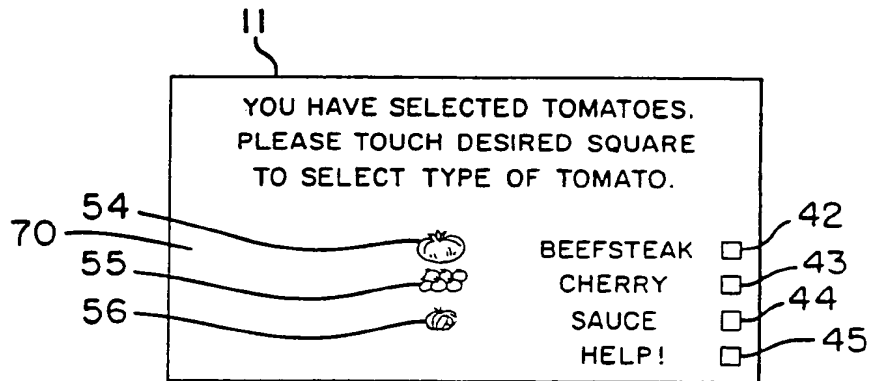 11
YOU HAVE SELECTED TOMATOES.
PLEASE TOUCH DESIRED SQUARE
TO SELECT TYPE OF TOMATO.
54
70
55
56
BEEFSTEAK 42
CHERRY 43
SAUCE 44
HELP! 45